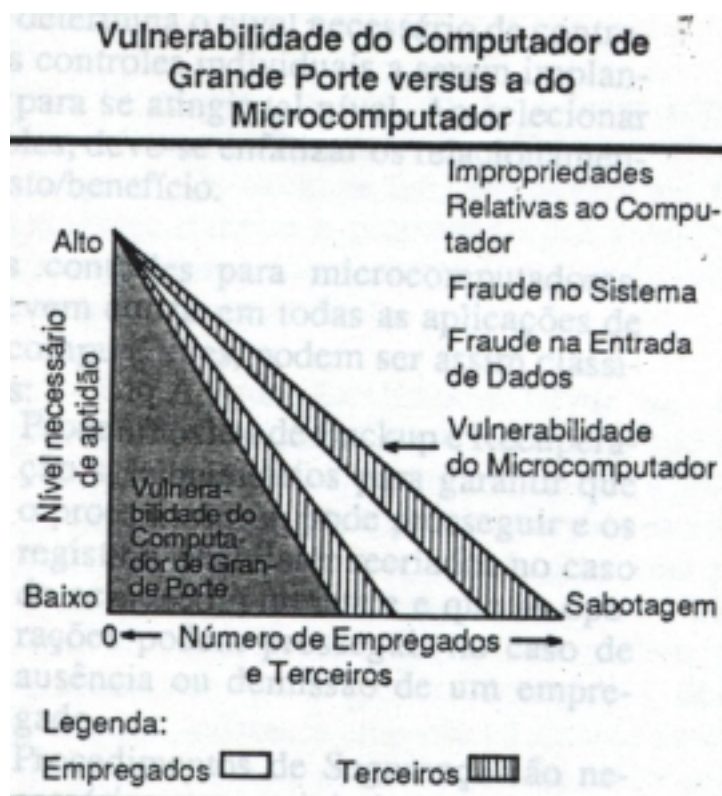 Vulnerabilidade do Computador de
Grande Porte versus a do
Microcomputador
Impropriedades
Relativas ao Compu-
tador
Fraude no Sistema
Fraude na Entrada
de Dados
Vulnerabilidade
do Microcomputador
Alto
Nível necessário
de aptidão
Vulnera-
bilidade do
Computa-
dor de Gran-
de Porte
Baixo
Sabotagem
0
Número de Empregados
e Terceiros
Legenda:
Empregados
Terceiros